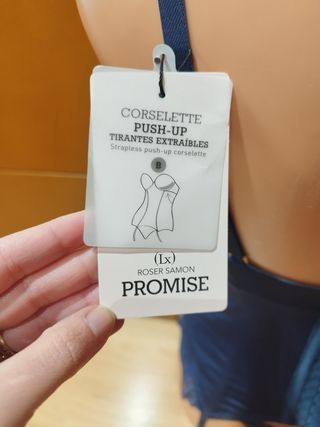 CORSELETTE
PUSH-UP
TIRANTES EXTRAÍBLES
Strapless push-up corselette
B
(Lx)
ROSER SAMON
PROMISE